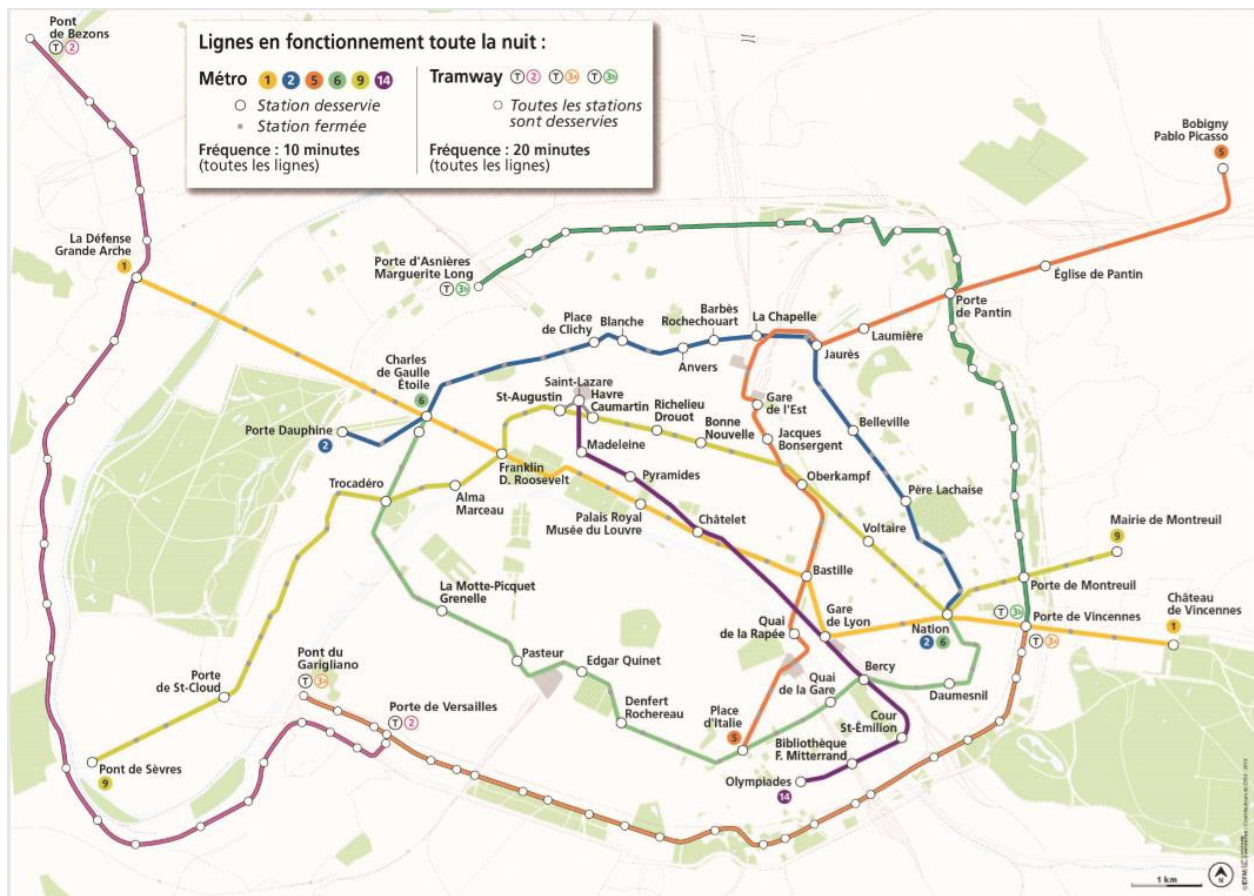 Pont
de Bezons
T 2
Lignes en fonctionnement toute la nuit :
Métro 1 2 5 6 9 14
Station desservie
Station fermée
Fréquence : 10 minutes
(toutes les lignes)
Tramway T 2 T 3a T 3b
Toutes les stations
sont desservies
Fréquence : 20 minutes
(toutes les lignes)
Bobigny
Pablo Picasso
5
La Défense
Grande Arche
1
Porte d'Asnières
Marguerite Long
T 3b
Église de Pantin
Porte
de Pantin
Place
de Clichy
Blanche
Barbès
Rochechouart
La Chapelle
Laumière
Jaurès
Anvers
Charles
de Gaulle
Étoile
6
Saint-Lazare
St-Augustin
Havre
Caumartin
Richelieu
Drouot
Bonne
Nouvelle
Gare
de l'Est
Jacques
Bonsergent
Belleville
Porte Dauphine
2
Madeleine
Pyramides
Oberkampf
Père Lachaise
Trocadéro
Franklin
D. Roosevelt
Alma
Marceau
Palais Royal
Musée du Louvre
Châtelet
Voltaire
Mairie de Montreuil
9
Bastille
Porte de Montreuil
La Motte-Picquet
Grenelle
Quai
de la Rapée
Gare
de Lyon
Nation
2 6
T 3b
Porte de Vincennes
T 3a
Château
de Vincennes
1
Pasteur
Edgar Quinet
Bercy
Pont du
Garigliano
T 3a
Porte
de St-Cloud
Quai
de la Gare
Daumesnil
Denfert
Rochereau
Place
d'Italie
5
Cour
St-Émilion
Porte de Versailles
T 2
Bibliothèque
F. Mitterrand
Pont de Sèvres
9
Olympiades
14
1 km
N